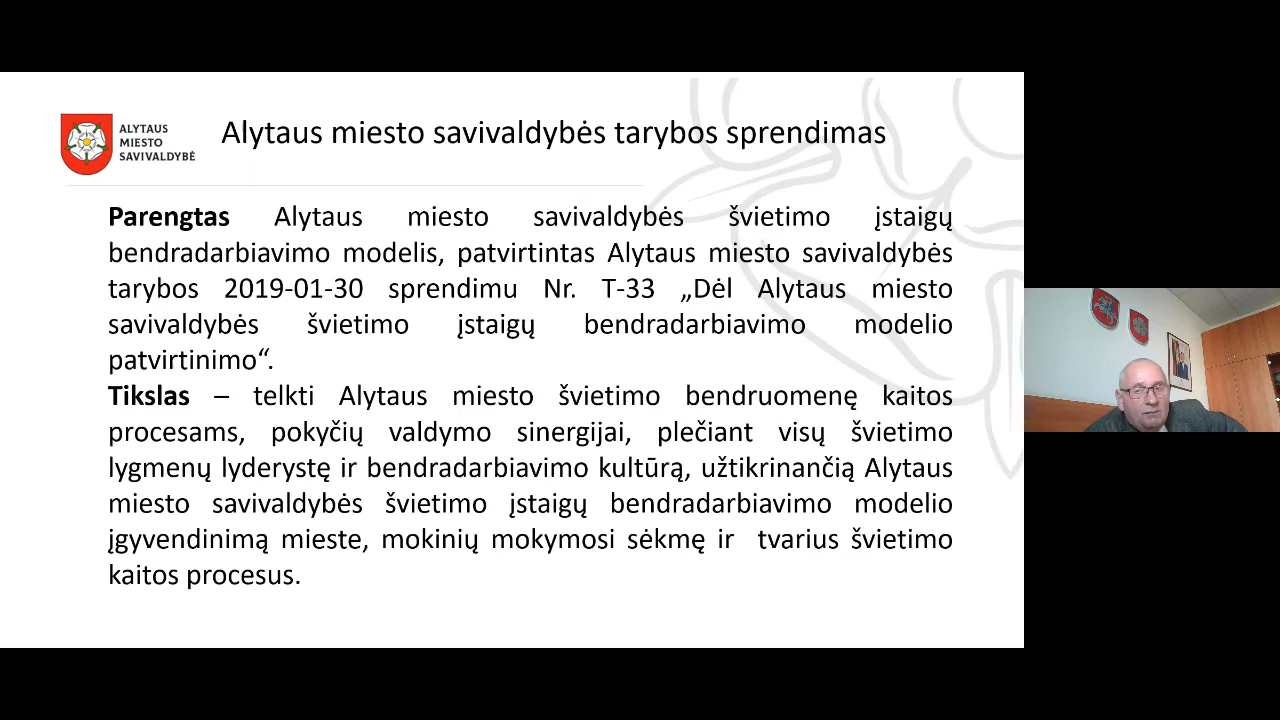 ALYTAUS
MIESTO
SAVIVALDYBĖ
Alytaus miesto savivaldybės tarybos sprendimas
Parengtas Alytaus miesto savivaldybės švietimo įstaigų
bendradarbiavimo modelis, patvirtintas Alytaus miesto savivaldybės
tarybos 2019-01-30 sprendimu Nr. T-33 „Dėl Alytaus miesto
savivaldybės švietimo įstaigų bendradarbiavimo modelio
patvirtinimo“.
Tikslas – telkti Alytaus miesto švietimo bendruomenę kaitos
procesams, pokyčių valdymo sinergijai, plečiant visų švietimo
lygmenų lyderystę ir bendradarbiavimo kultūrą, užtikrinančią Alytaus
miesto savivaldybės švietimo įstaigų bendradarbiavimo modelio
įgyvendinimą mieste, mokinių mokymosi sėkmę ir tvarius švietimo
kaitos procesus.